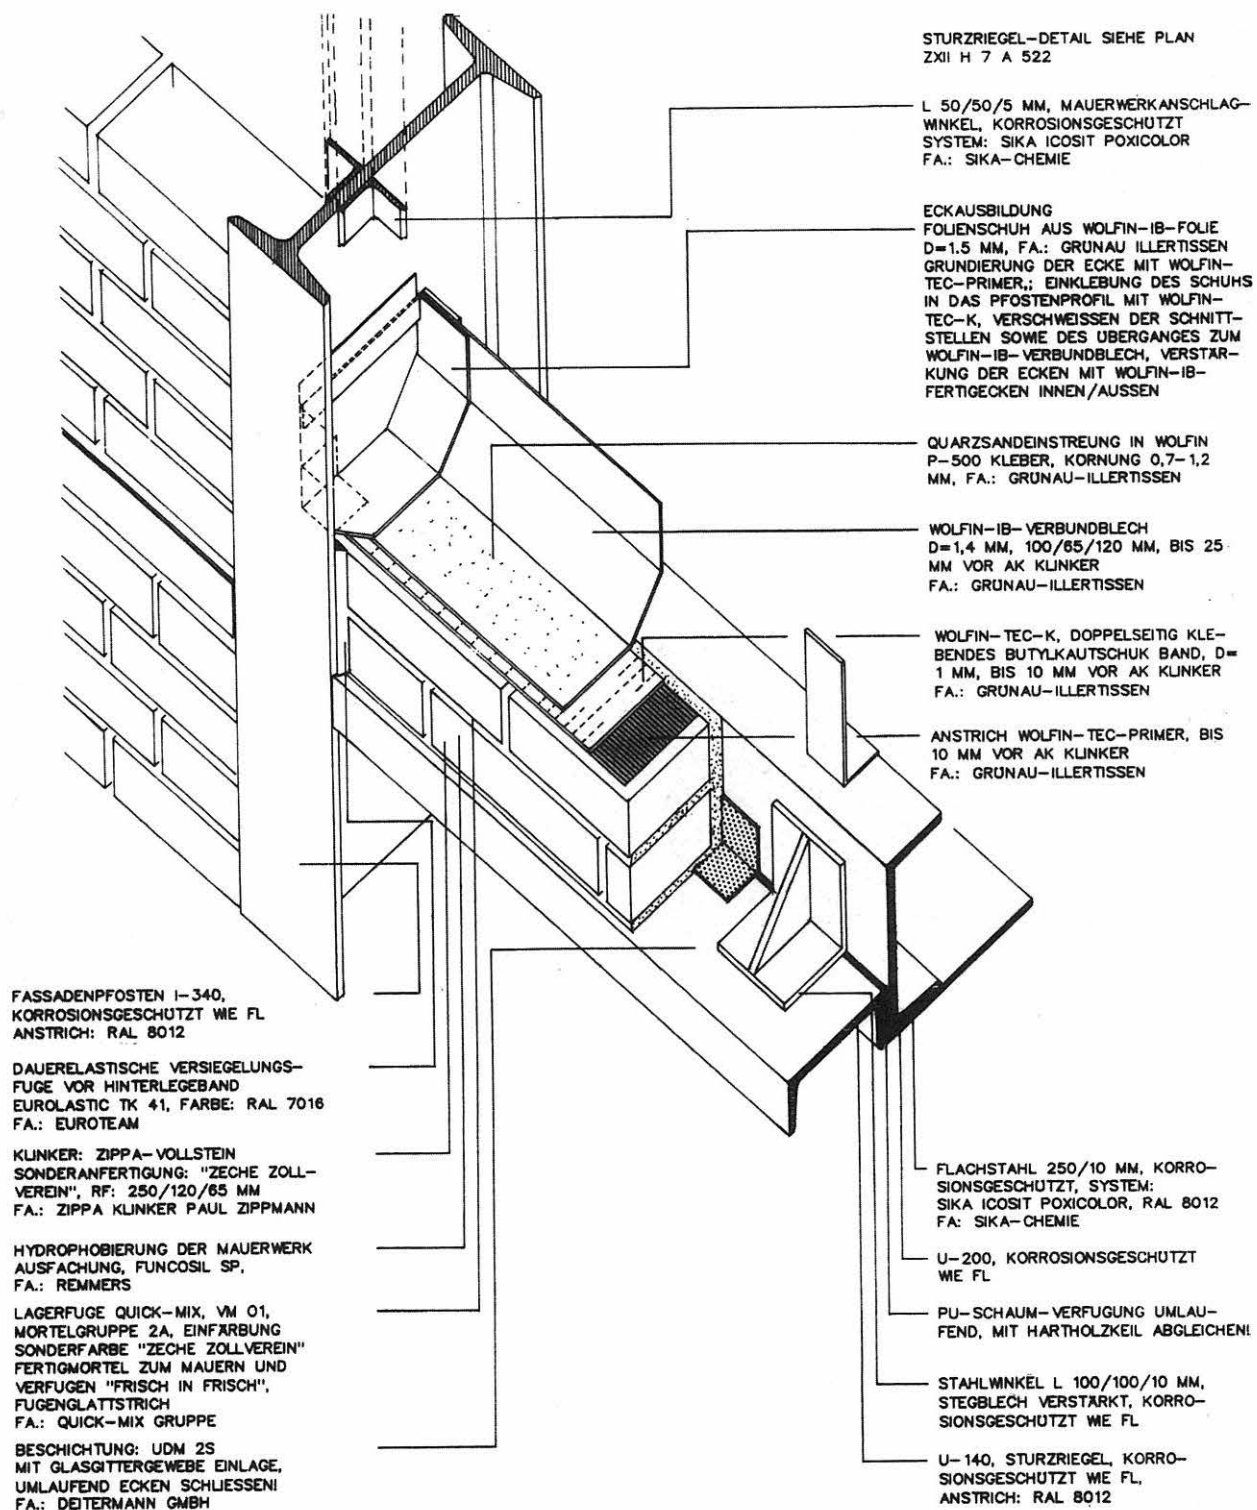 STURZRIEGEL-DETAIL SIEHE PLAN
ZXII H 7 A 522
L 50/50/5 MM, MAUERWERKANSCHLAG-
WINKEL, KORROSIONSGESCHÜTZT
SYSTEM: SIKA ICOSIT POXICOLOR
FA.: SIKA-CHEMIE
ECKAUSBILDUNG
FOLIENSCHUH AUS WOLFIN-IB-FOLIE
D=1.5 MM, FA.: GRÜNAU ILLERTISSEN
GRUNDIERUNG DER ECKE MIT WOLFIN-
TEC-PRIMER,; EINKLEBUNG DES SCHUHS
IN DAS PFOSTENPROFIL MIT WOLFIN-
TEC-K, VERSCHWEISSEN DER SCHNITT-
STELLEN SOWIE DES ÜBERGANGES ZUM
WOLFIN-IB-VERBUNDBLECH, VERSTÄR-
KUNG DER ECKEN MIT WOLFIN-IB-
FERTIGECKEN INNEN/AUSSEN
QUARZSANDEINSTREUUNG IN WOLFIN
P-500 KLEBER, KÖRNUNG 0,7-1,2
MM, FA.: GRÜNAU-ILLERTISSEN
WOLFIN-IB-VERBUNDBLECH
D=1,4 MM, 100/65/120 MM, BIS 25
MM VOR AK KLINKER
FA.: GRÜNAU-ILLERTISSEN
WOLFIN-TEC-K, DOPPELSEITIG KLE-
BENDES BUTYLKAUTSCHUK BAND, D=
1 MM, BIS 10 MM VOR AK KLINKER
FA.: GRÜNAU-ILLERTISSEN
ANSTRICH WOLFIN-TEC-PRIMER, BIS
10 MM VOR AK KLINKER
FA.: GRÜNAU-ILLERTISSEN
FASSADENPFOSTEN I-340,
KORROSIONSGESCHÜTZT WIE FL
ANSTRICH: RAL 8012
DAUERELASTISCHE VERSIEGELUNGS-
FUGE VOR HINTERLEGEBAND
EUROLASTIC TK 41, FARBE: RAL 7016
FA.: EUROTEAM
KLINKER: ZIPPA-VOLLSTEIN
SONDERANFERTIGUNG: "ZECHE ZOLL-
VEREIN", RF: 250/120/65 MM
FA.: ZIPPA KLINKER PAUL ZIPPMANN
HYDROPHOBIERUNG DER MAUERWERK
AUSFACHUNG, FUNCOSIL SP,
FA.: REMMERS
LAGERFUGE QUICK-MIX, VM 01,
MÖRTELGRUPPE 2A, EINFÄRBUNG
SONDERFARBE "ZECHE ZOLLVEREIN"
FERTIGMÖRTEL ZUM MAUERN UND
VERFUGEN "FRISCH IN FRISCH",
FUGENGLATTSTRICH
FA.: QUICK-MIX GRUPPE
BESCHICHTUNG: UDM 2S
MIT GLASGITTERGEWEBE EINLAGE,
UMLAUFEND ECKEN SCHLIESSEN!
FA.: DEITERMANN GMBH
FLACHSTAHL 250/10 MM, KORRO-
SIONSGESCHÜTZT, SYSTEM:
SIKA ICOSIT POXICOLOR, RAL 8012
FA: SIKA-CHEMIE
U-200, KORROSIONSGESCHÜTZT
WIE FL
PU-SCHAUM-VERFUGUNG UMLAU-
FEND, MIT HARTHOLZKEIL ABGLEICHEN!
STAHLWINKEL L 100/100/10 MM,
STEGBLECH VERSTÄRKT, KORRO-
SIONSGESCHÜTZT WIE FL
U-140, STURZRIEGEL, KORRO-
SIONSGESCHÜTZT WIE FL,
ANSTRICH: RAL 8012